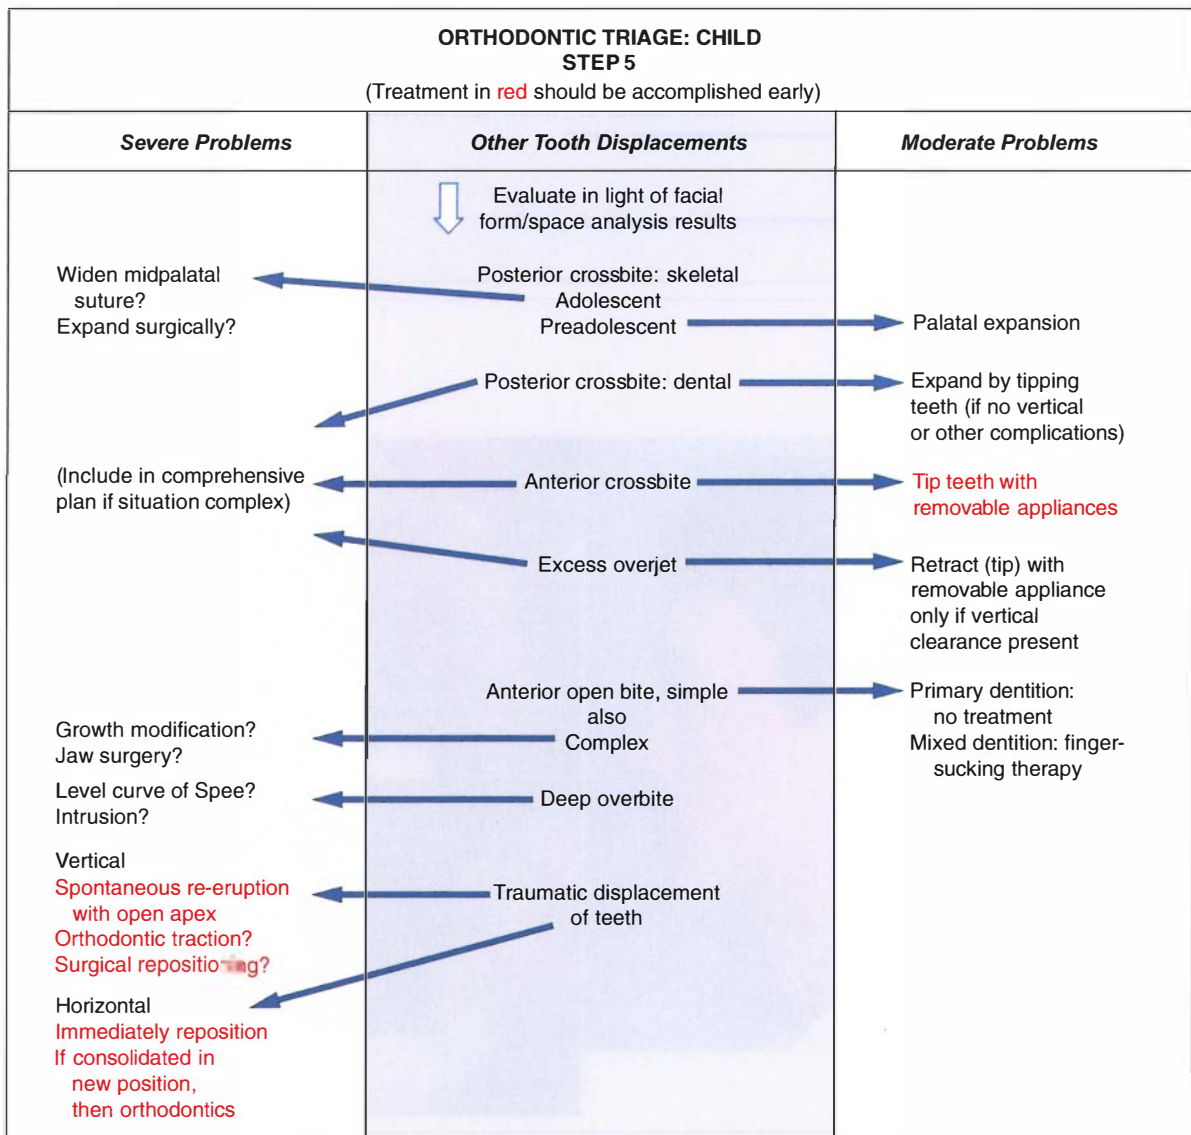 ORTHODONTIC TRIAGE: CHILD
STEP 5
(Treatment in red should be accomplished early)
Severe Problems
Other Tooth Displacements
Moderate Problems
Evaluate in light of facial
form/space analysis results
Widen midpalatal
suture?
Expand surgically?
Posterior crossbite: skeletal
Adolescent
Preadolescent
Palatal expansion
Posterior crossbite: dental
Expand by tipping
teeth (if no vertical
or other complications)
(Include in comprehensive
plan if situation complex)
Anterior crossbite
Tip teeth with
removable appliances
Excess overjet
Retract (tip) with
removable appliance
only if vertical
clearance present
Anterior open bite, simple
also
Complex
Primary dentition:
no treatment
Mixed dentition: finger-
sucking therapy
Growth modification?
Jaw surgery?
Level curve of Spee?
Intrusion?
Deep overbite
Vertical
Spontaneous re-eruption
with open apex
Orthodontic traction?
Surgical
Traumatic displacement
of teeth
Horizontal
Immediately reposition
If consolidated in
new position,
then orthodontics